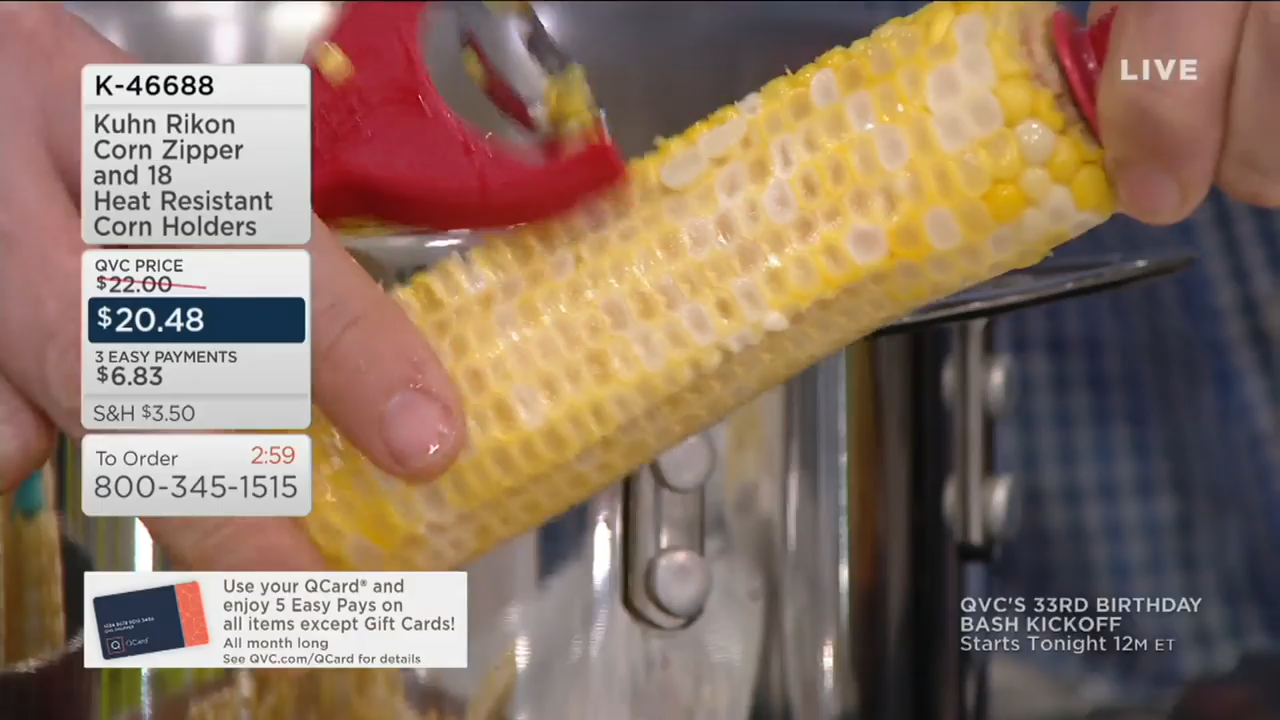 LIVE
K-46688
Kuhn Rikon
Corn Zipper
and 18
Heat Resistant
Corn Holders
QVC PRICE
$22.00
$20.48
3 EASY PAYMENTS
$6.83
S&H $3.50
To Order 2:59
800-345-1515
Use your QCard® and
enjoy 5 Easy Pays on
all items except Gift Cards!
All month long
See QVC.com/QCard for details
QCard
QVC'S 33RD BIRTHDAY
BASH KICKOFF
Starts Tonight 12M ET